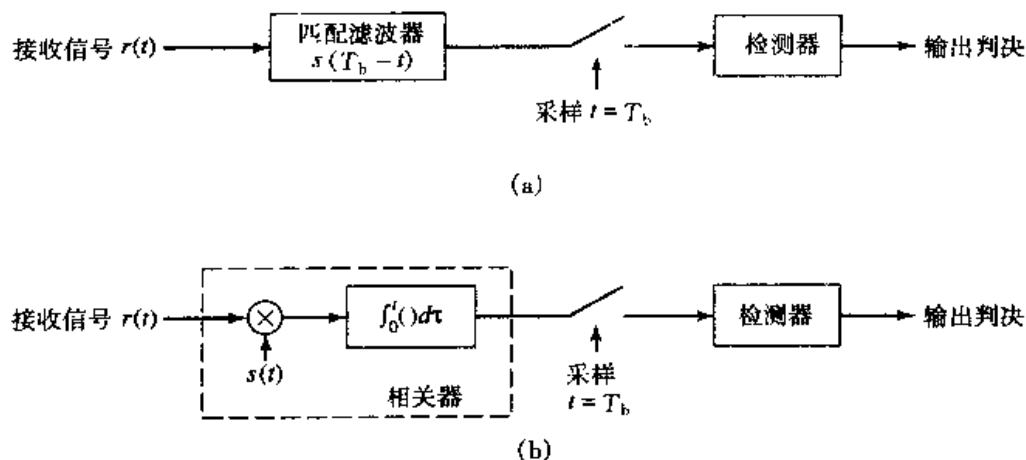 接收信号 r(t)
匹配滤波器
s(T_b − t)
采样 t = T_b
检测器
输出判决
(a)
接收信号 r(t)
×
s(t)
∫₀ᵗ()dτ
相关器
采样
t = T_b
检测器
输出判决
(b)